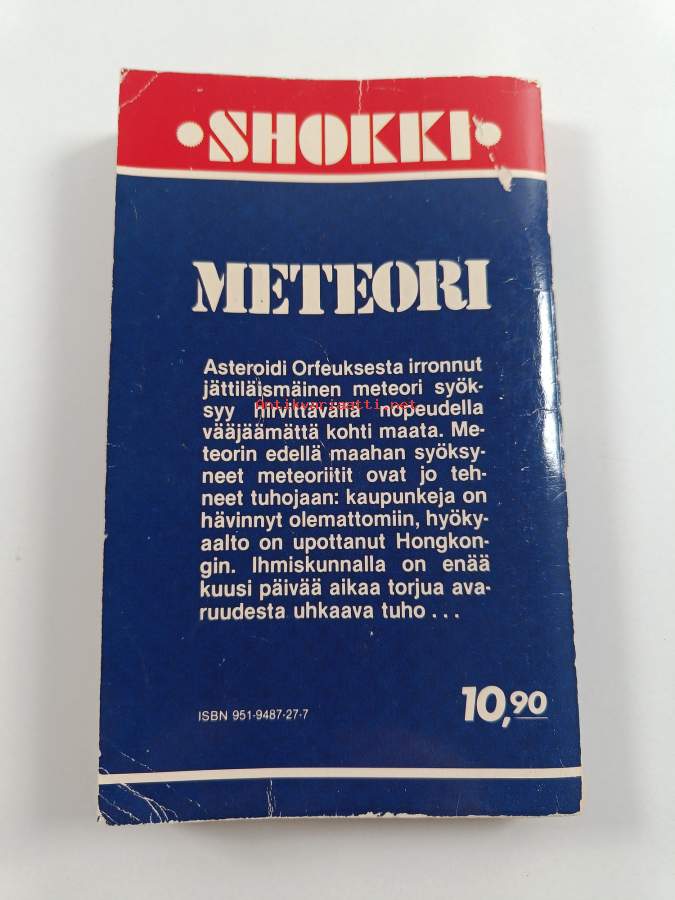 SHOKKI
METEORI
Asteroidi Orfeuksesta irronnut
jättiläismäinen meteori syök-
syy hirvittävällä nopeudella
Antikvariaatti.net
vääjäämättä kohti maata. Me-
teorin edellä maahan syöksy-
neet meteoriitit ovat jo teh-
neet tuhojaan: kaupunkeja on
hävinnyt olemattomiin, hyöky-
aalto on upottanut Hongkon-
gin. Ihmiskunnalla on enää
kuusi päivää aikaa torjua ava-
ruudesta uhkaava tuho ...
ISBN 951-9487-27-7
10,90